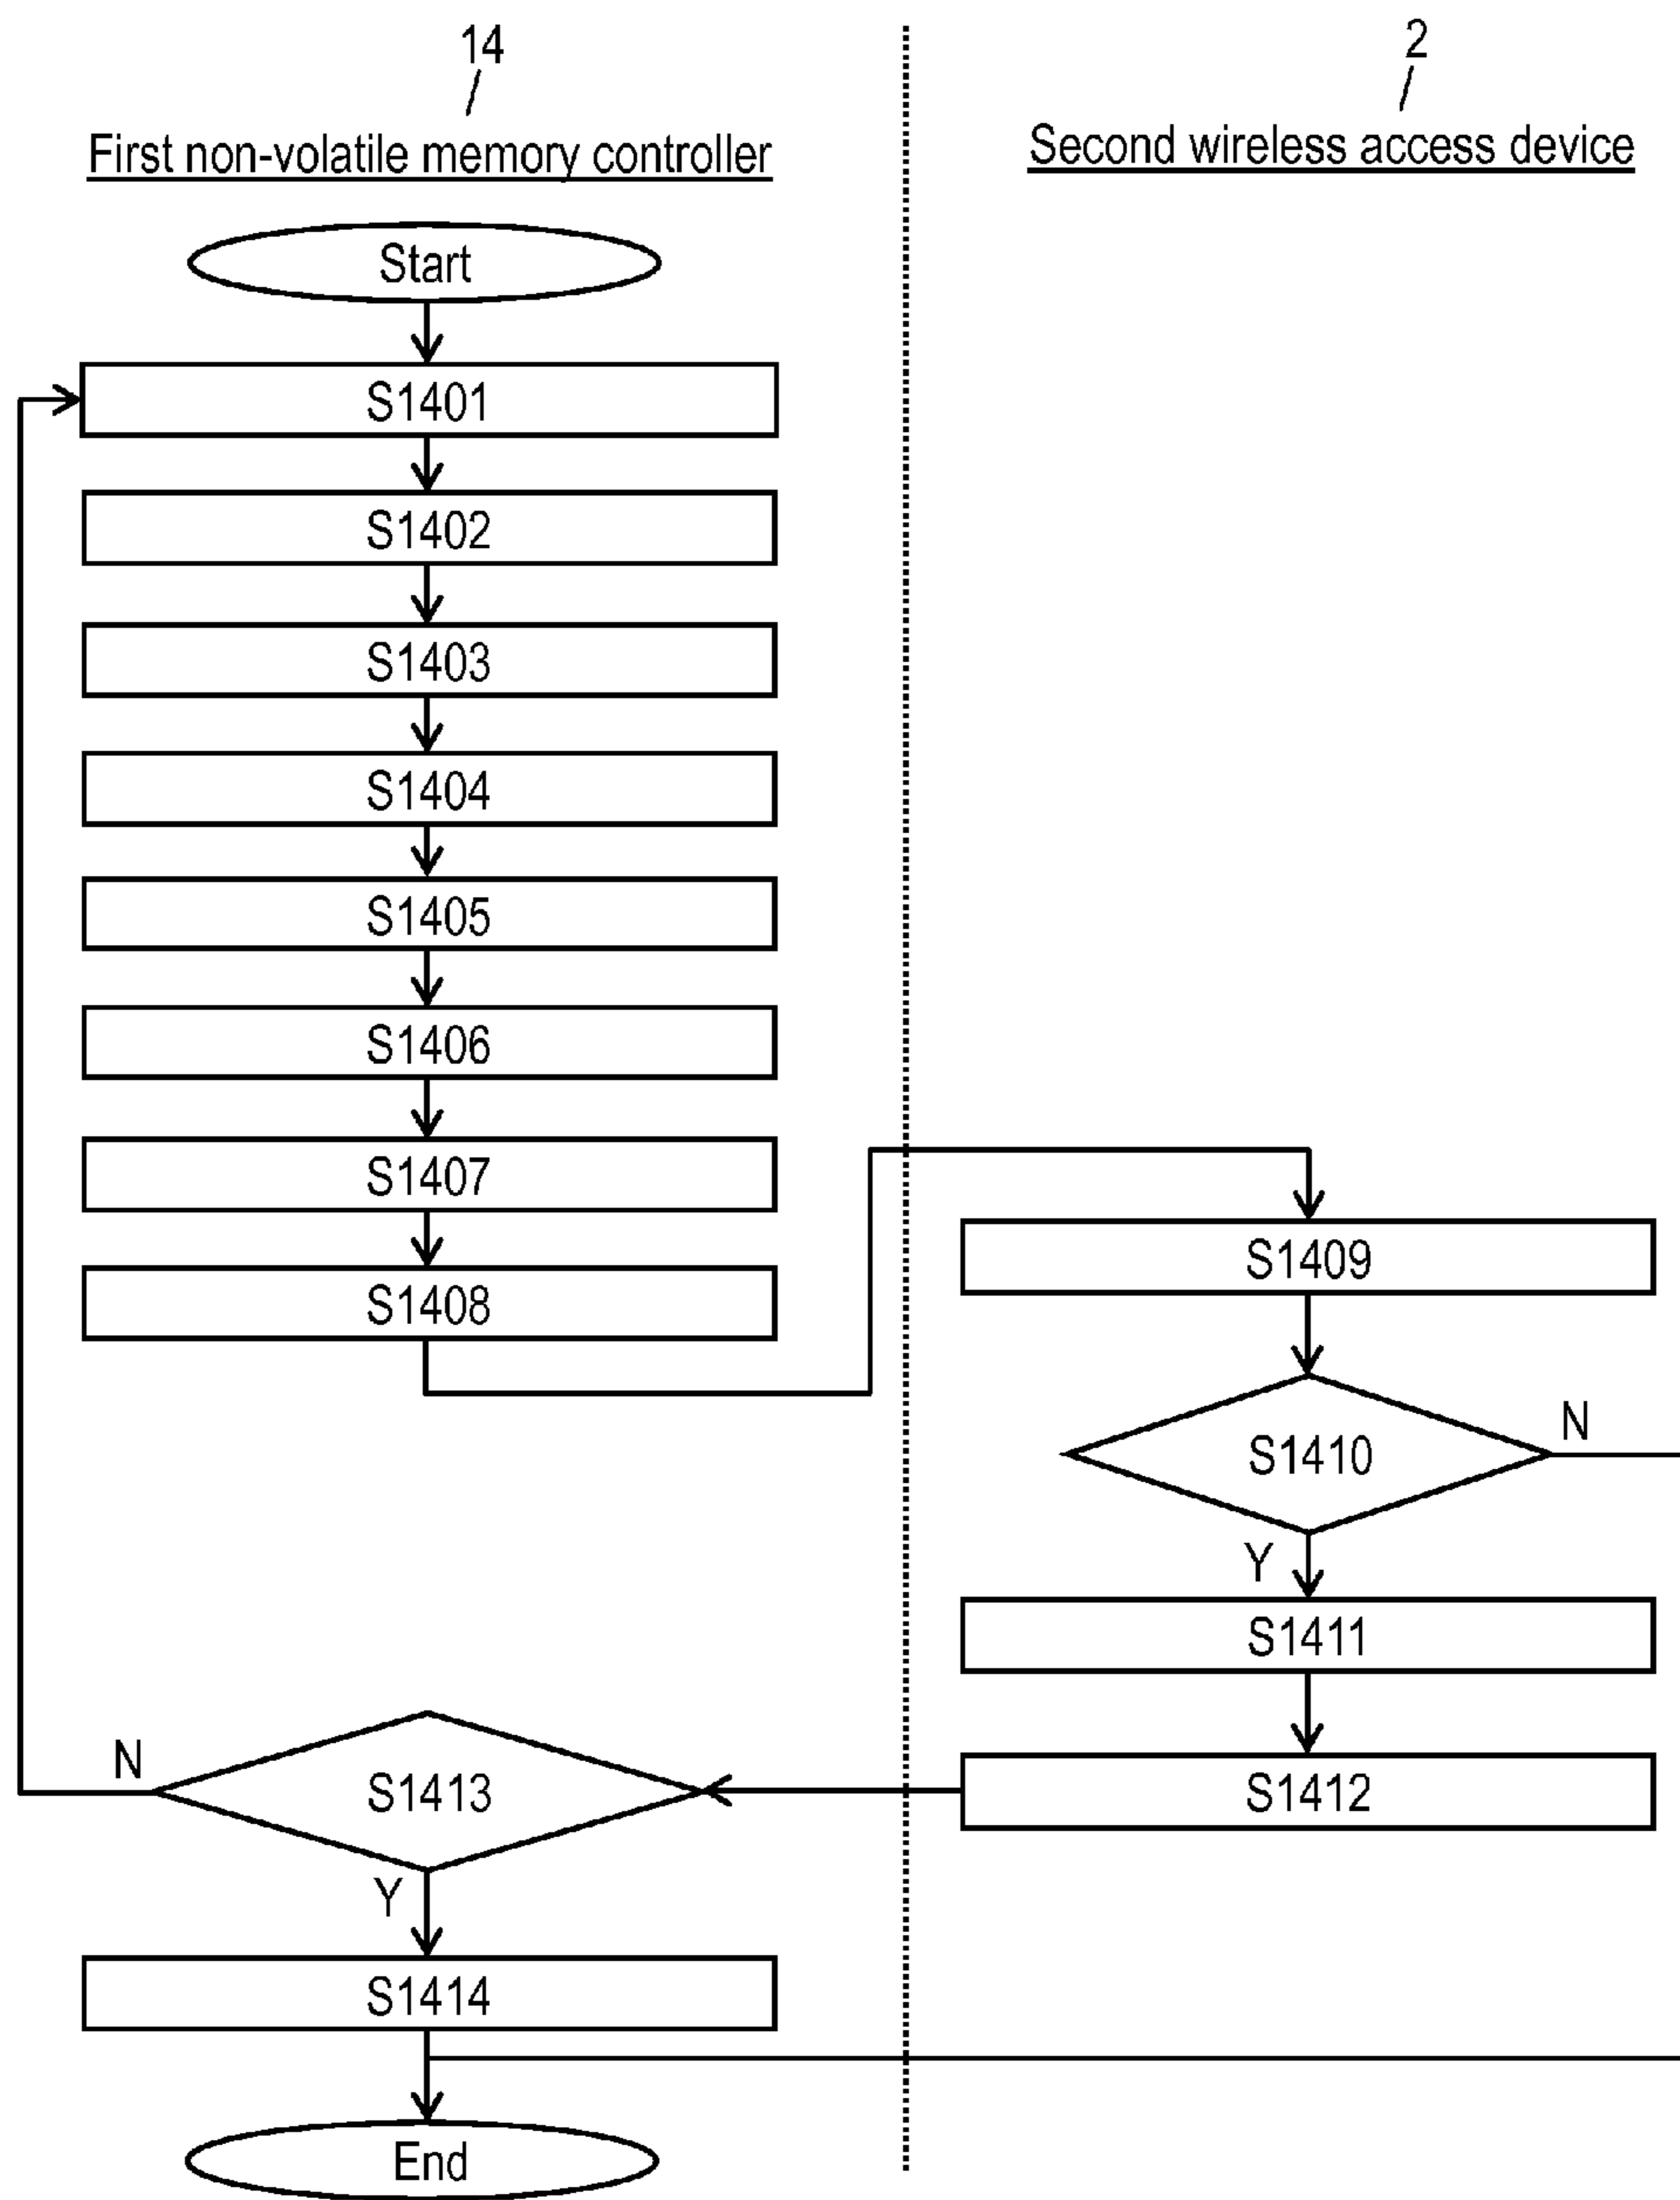 14
First non-volatile memory controller
Start
S1401
S1402
S1403
S1404
S1405
S1406
S1407
S1408
2
Second wireless access device
S1409
S1410
N
Y
S1411
S1412
S1413
N
Y
S1414
End